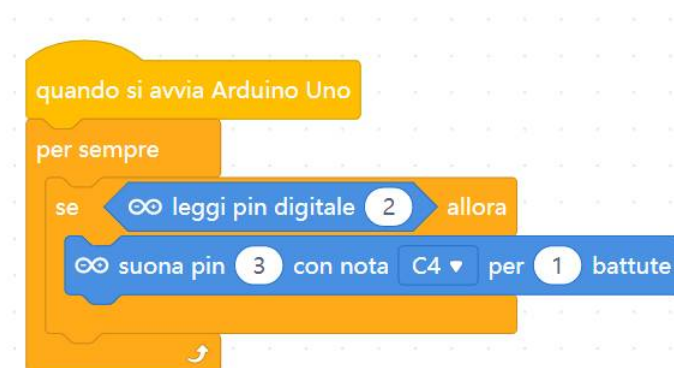 quando si avvia Arduino Uno
per sempre
se leggi pin digitale 2 allora
suona pin 3 con nota C4 per 1 battute